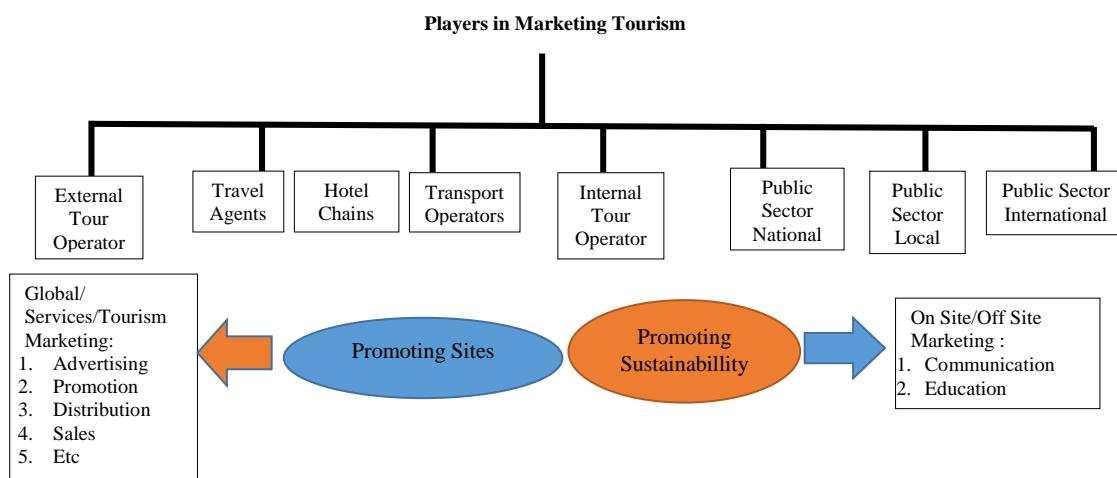 Players in Marketing Tourism
External
Tour
Operator
Travel
Agents
Hotel
Chains
Transport
Operators
Internal
Tour
Operator
Public
Sector
National
Public
Sector
Local
Public Sector
International
Global/
Services/Tourism
Marketing:
1. Advertising
2. Promotion
3. Distribution
4. Sales
5. Etc
Promoting Sites
Promoting
Sustainabillity
On Site/Off Site
Marketing :
1. Communication
2. Education